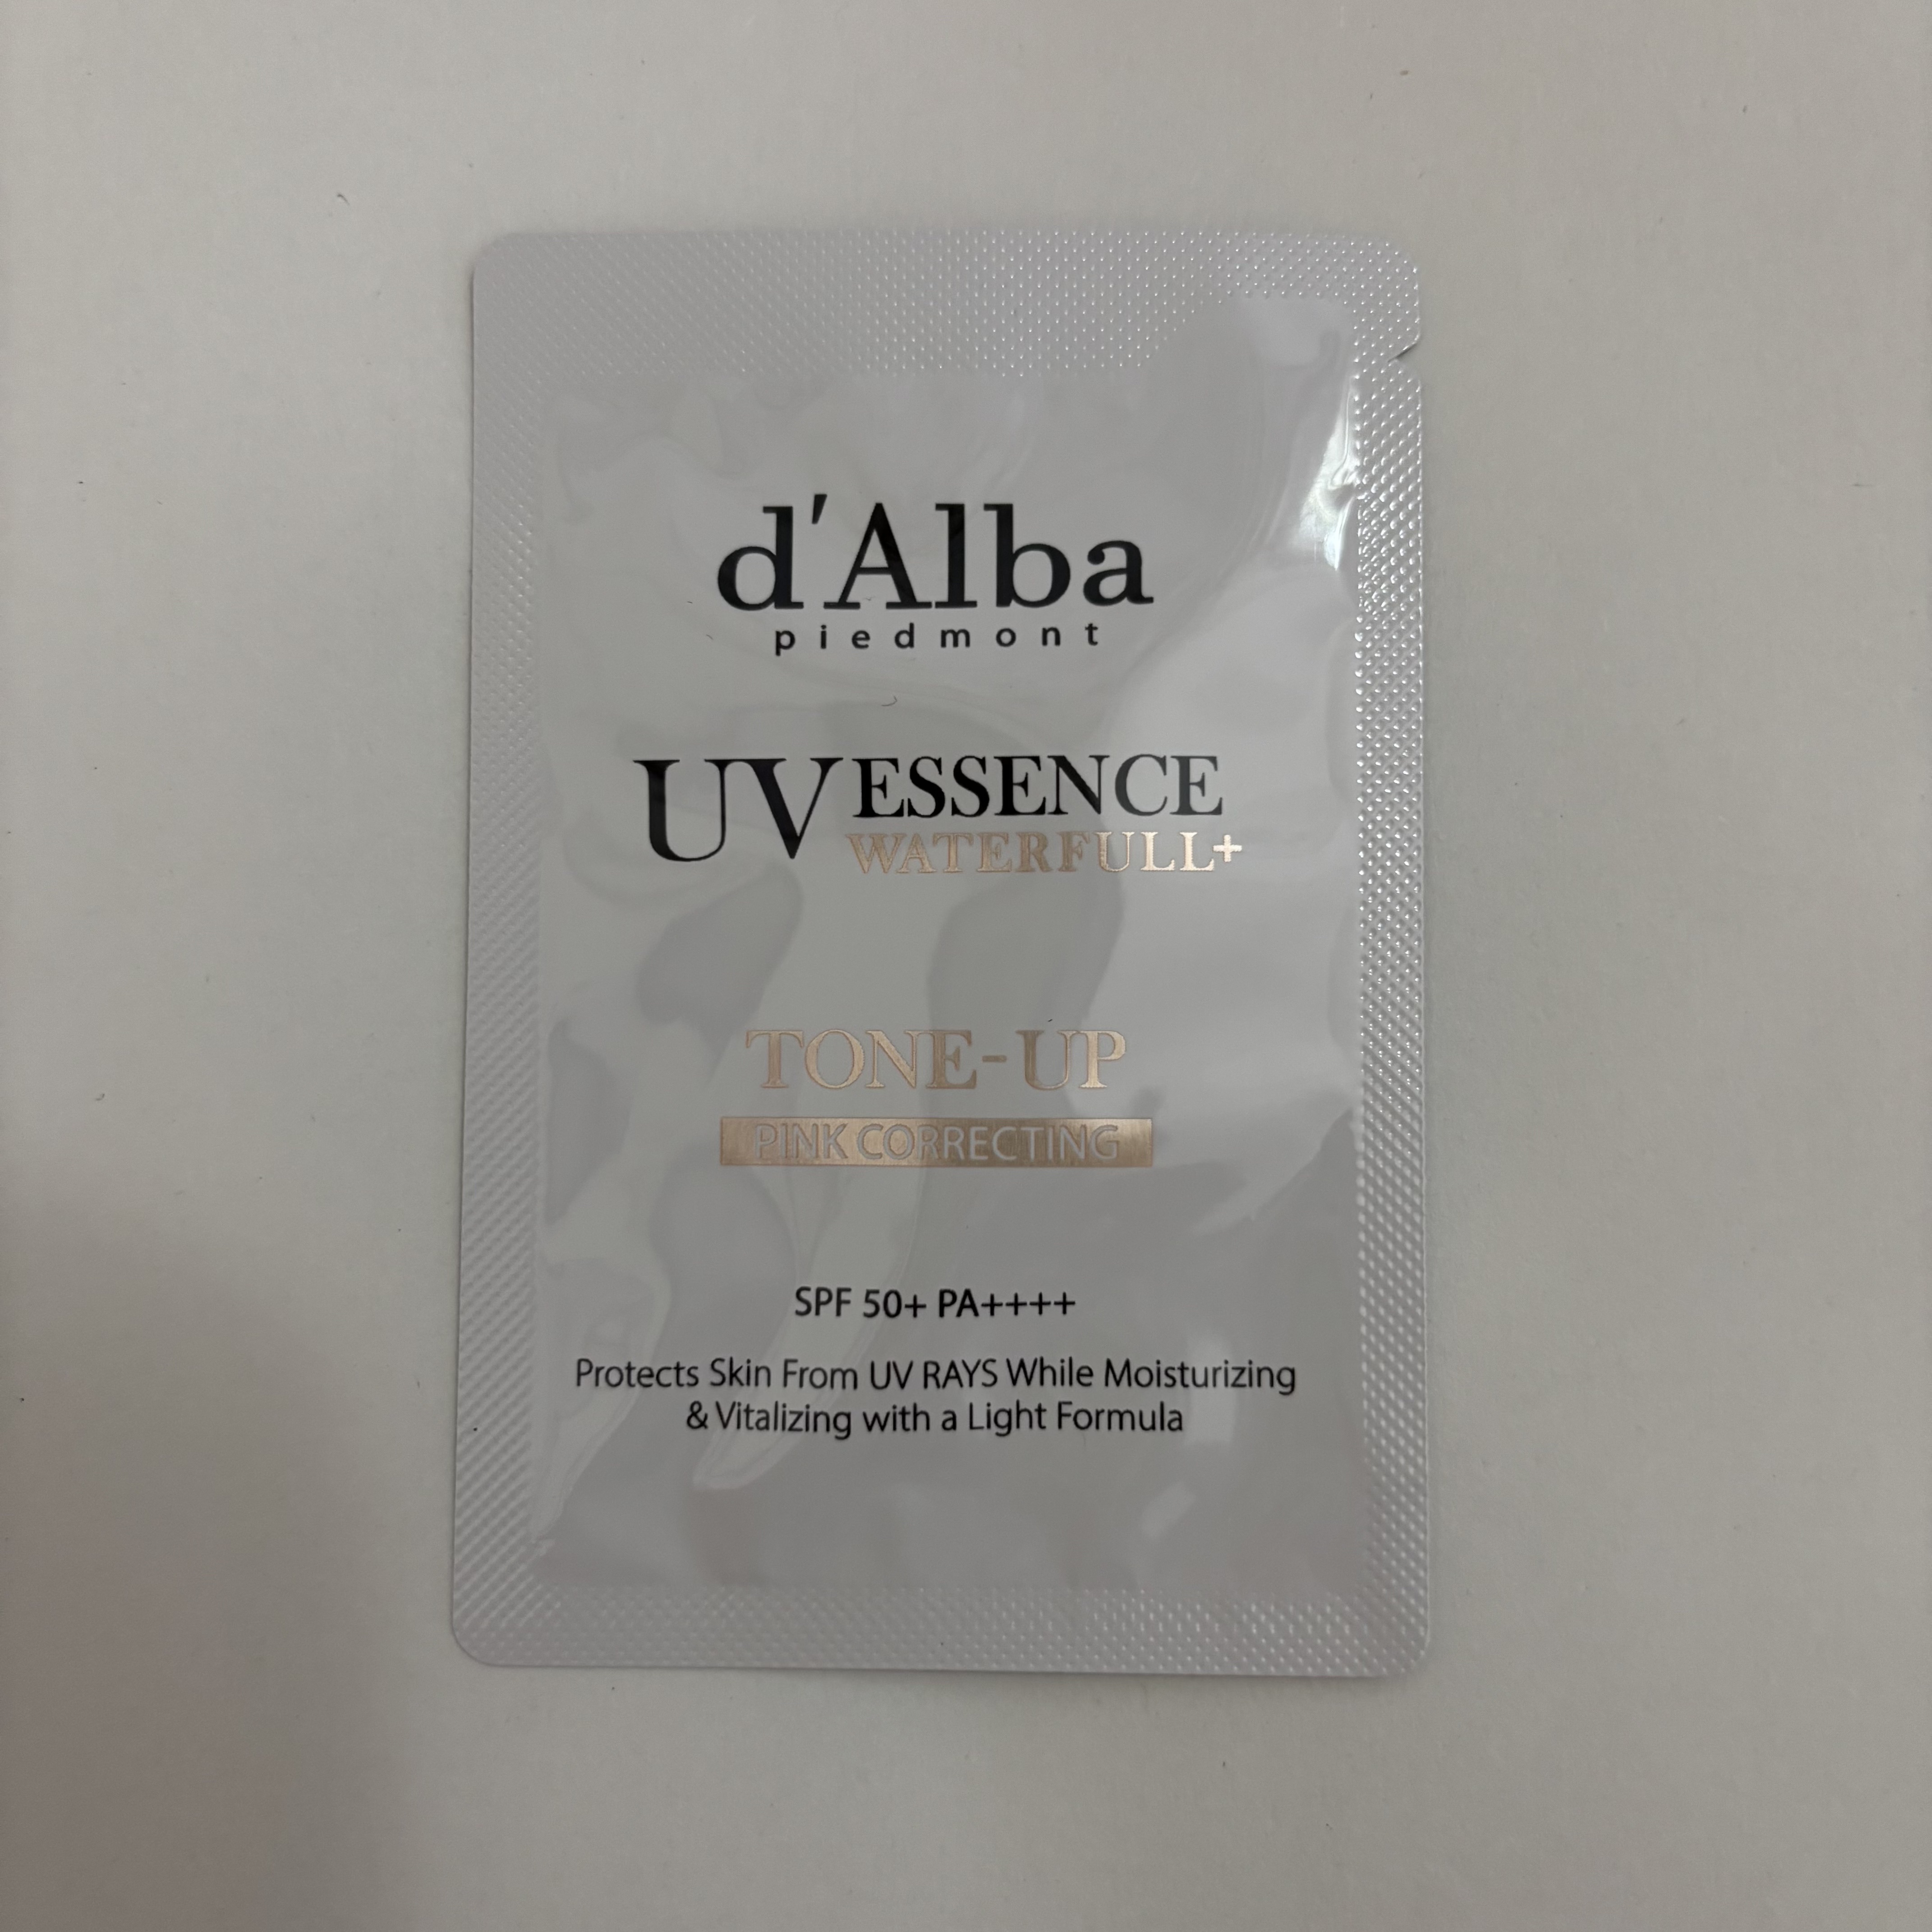 d'Alba
piedmont
UV ESSENCE
WATERFULL+
TONE-UP
PINK CORRECTING
SPF 50+ PA++++
Protects Skin From UV RAYS While Moisturizing
& Vitalizing with a Light Formula